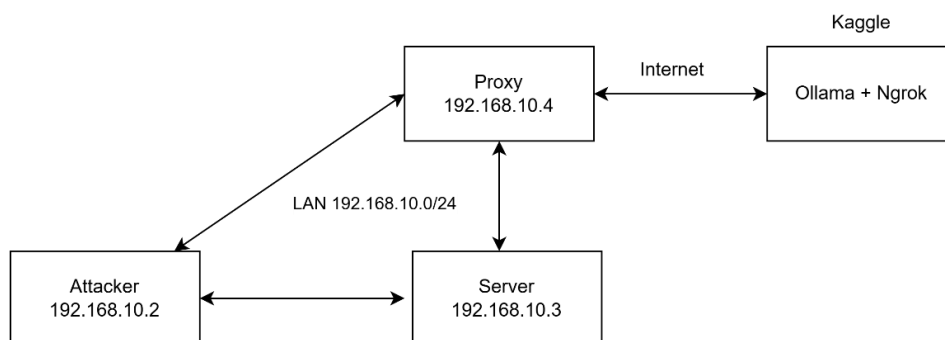 Kaggle
Proxy
192.168.10.4
Internet
Ollama + Ngrok
LAN 192.168.10.0/24
Attacker
192.168.10.2
Server
192.168.10.3